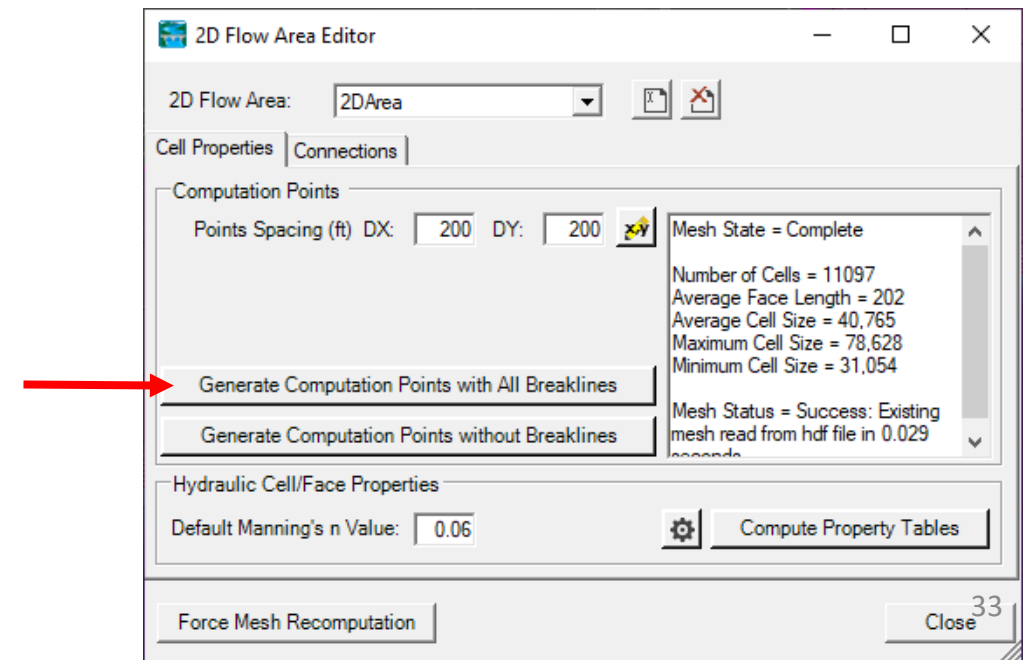 2D Flow Area Editor
2D Flow Area: 2DArea
Cell Properties Connections
Computation Points
Points Spacing (ft) DX: 200 DY: 200 x,y
Mesh State = Complete
Number of Cells = 11097
Average Face Length = 202
Average Cell Size = 40,765
Maximum Cell Size = 78,628
Minimum Cell Size = 31,054
Mesh Status = Success: Existing
mesh read from hdf file in 0.029
seconds
Generate Computation Points with All Breaklines
Generate Computation Points without Breaklines
Hydraulic Cell/Face Properties
Default Manning's n Value: 0.06
Compute Property Tables
Force Mesh Recomputation
Close
33